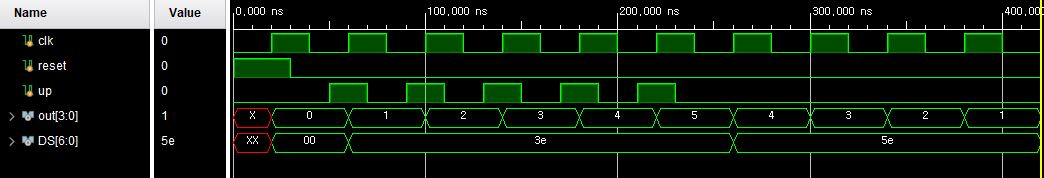 Name Value 0,000 ns 100,000 ns 200,000 ns 300,000 ns 400,00
clk 0
reset 0
up 0
out[3:0] 1 X 0 1 2 3 4 5 4 3 2 1
DS[6:0] 5e XX 00 3e 5e